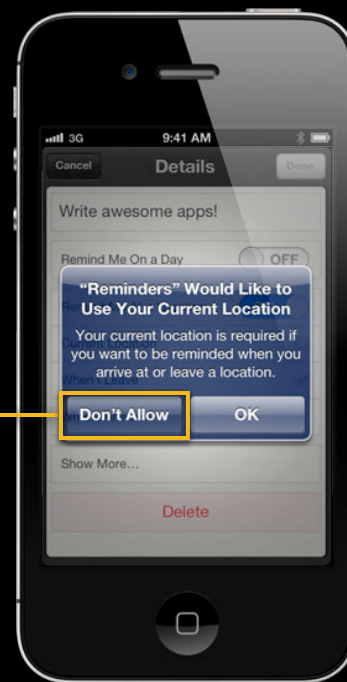 3G 9:41 AM
Cancel Details Done
Write awesome apps!
Remind Me On a Day OFF
“Reminders” Would Like to
Use Your Current Location
Your current location is required if
you want to be reminded when you
arrive at or leave a location.
Don’t Allow OK
Show More...
Delete